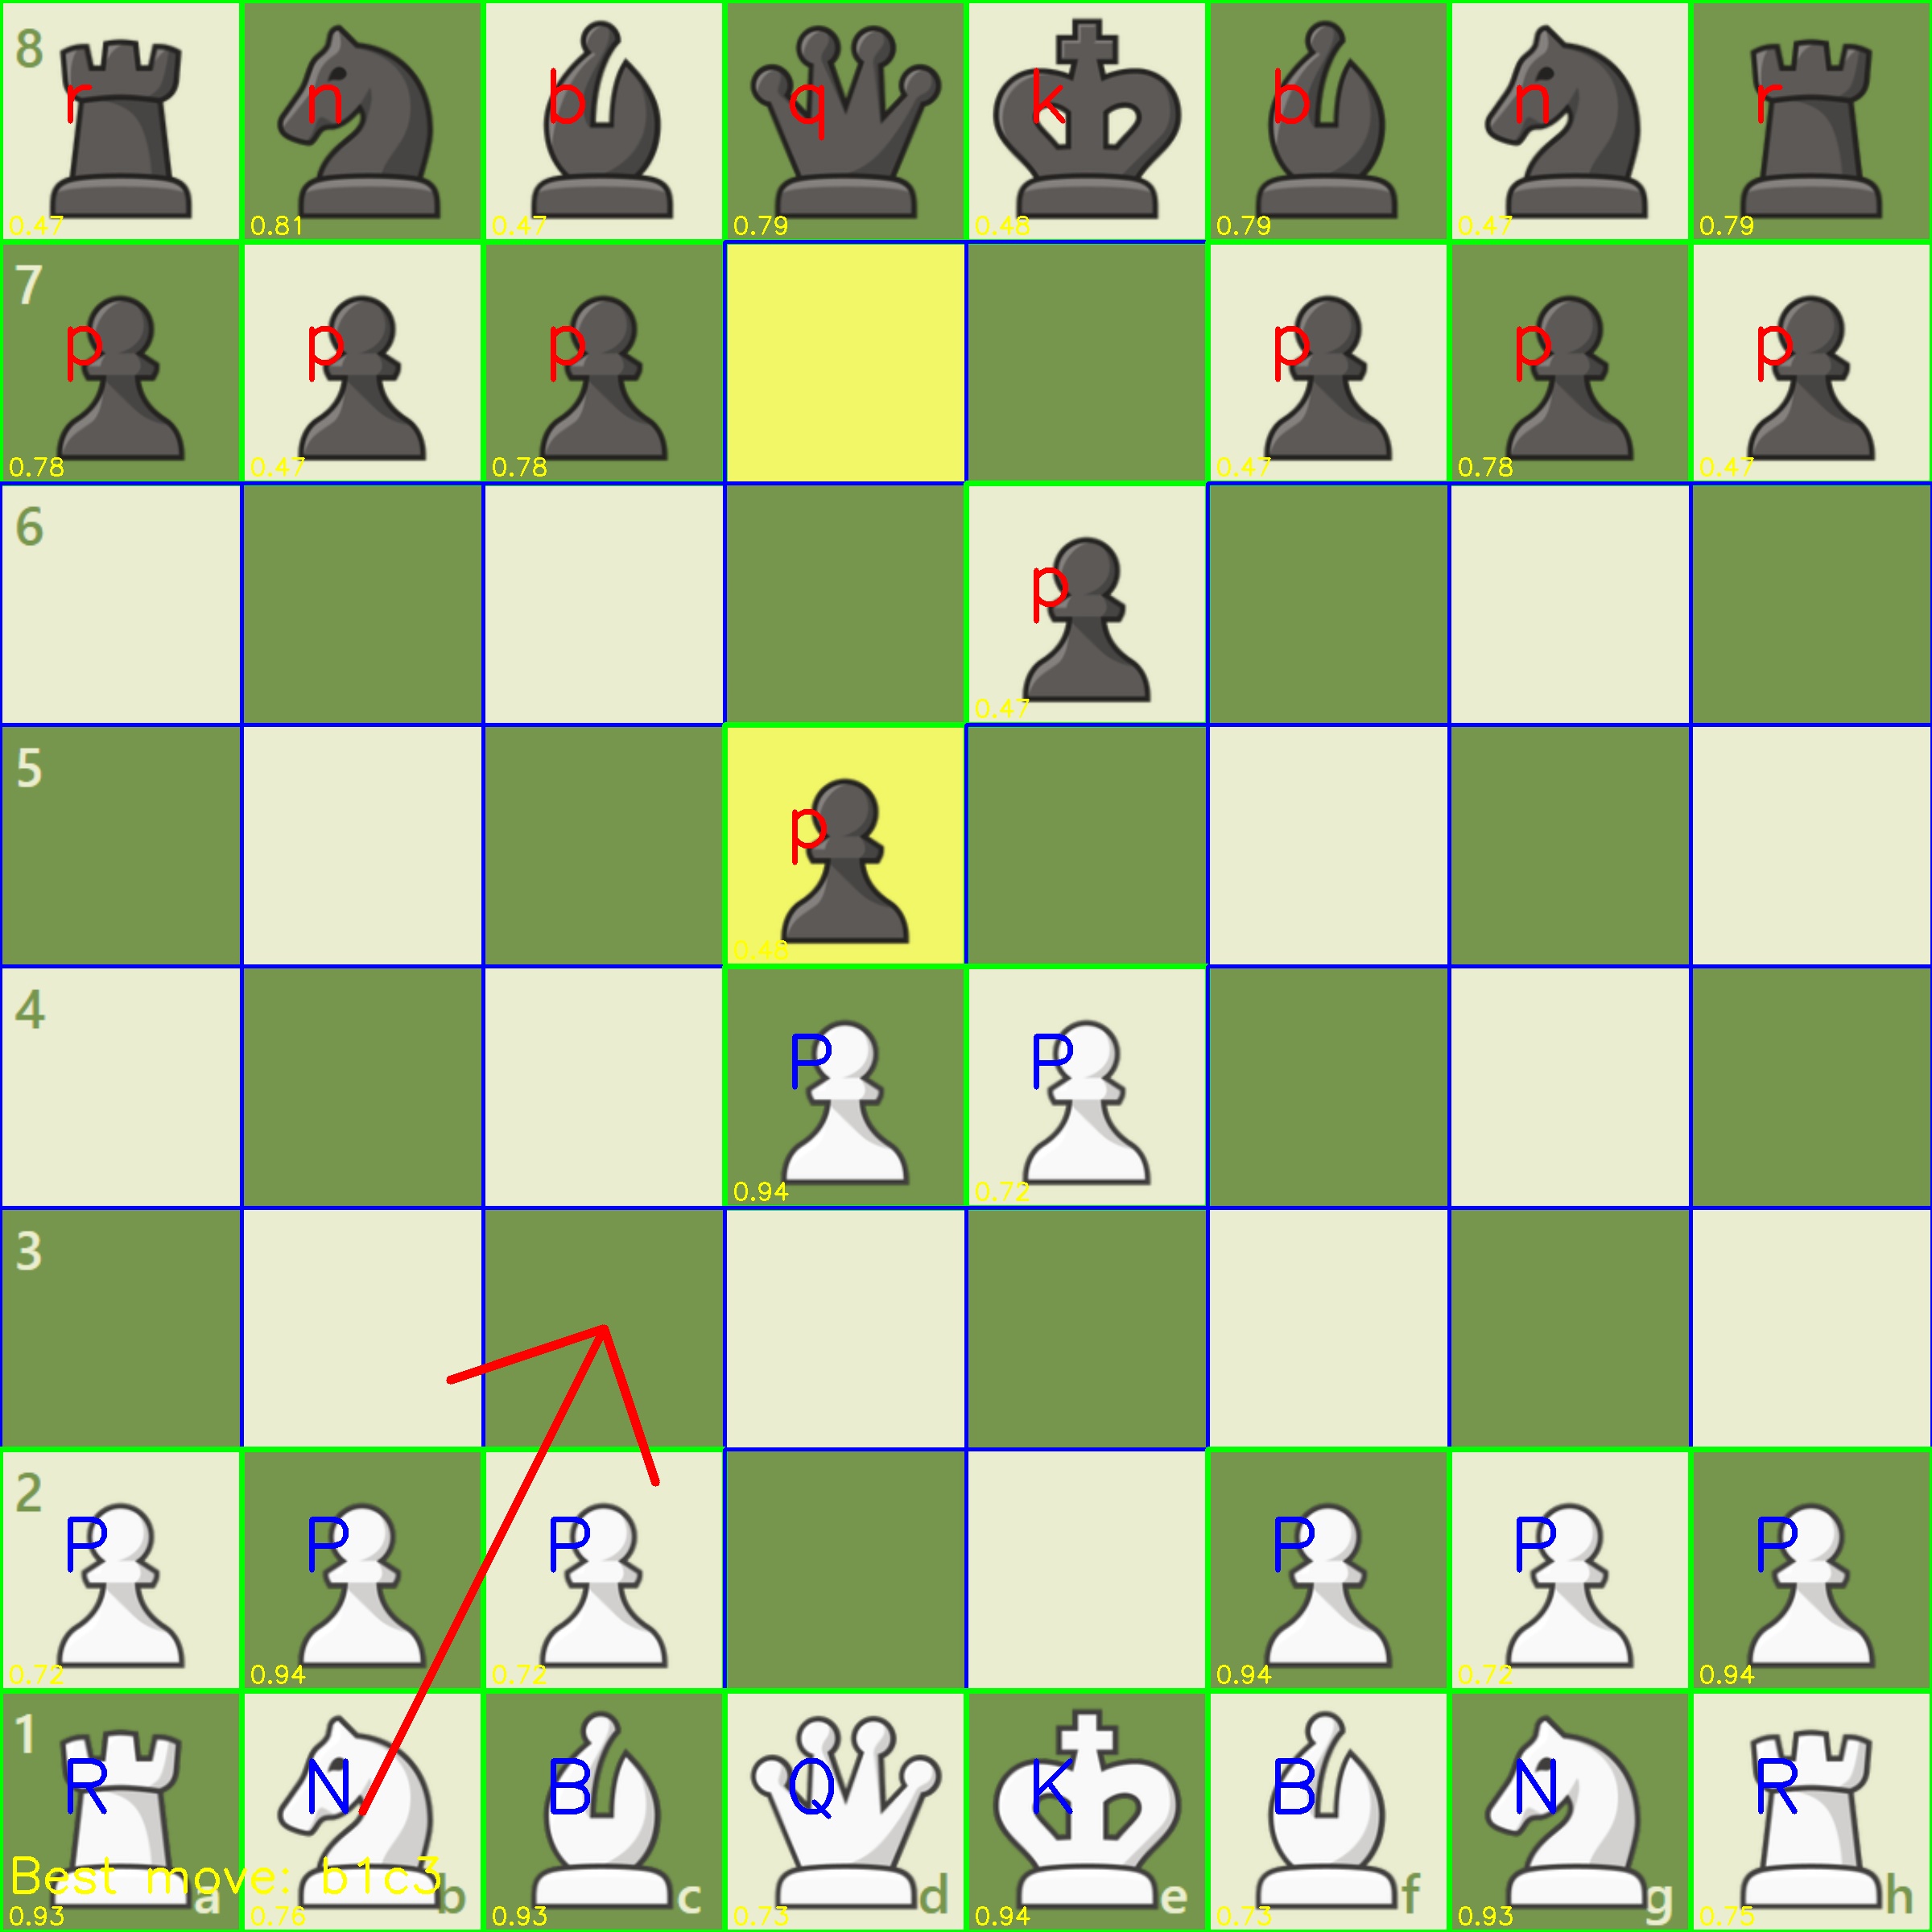 8 r n b q k b n r
0.47 0.81 0.47 0.79 0.48 0.79 0.47 0.79
7 p p p p p p
0.78 0.47 0.78 0.47 0.78 0.47
6 p
0.47
5 p
0.48
4 P P
0.94 0.72
3
2 P P P P P P
0.72 0.94 0.72 0.94 0.72 0.94
1 R N B Q K B N R
Best move: b1c3
a b c d e f g h
0.93 0.76 0.93 0.73 0.94 0.73 0.93 0.75